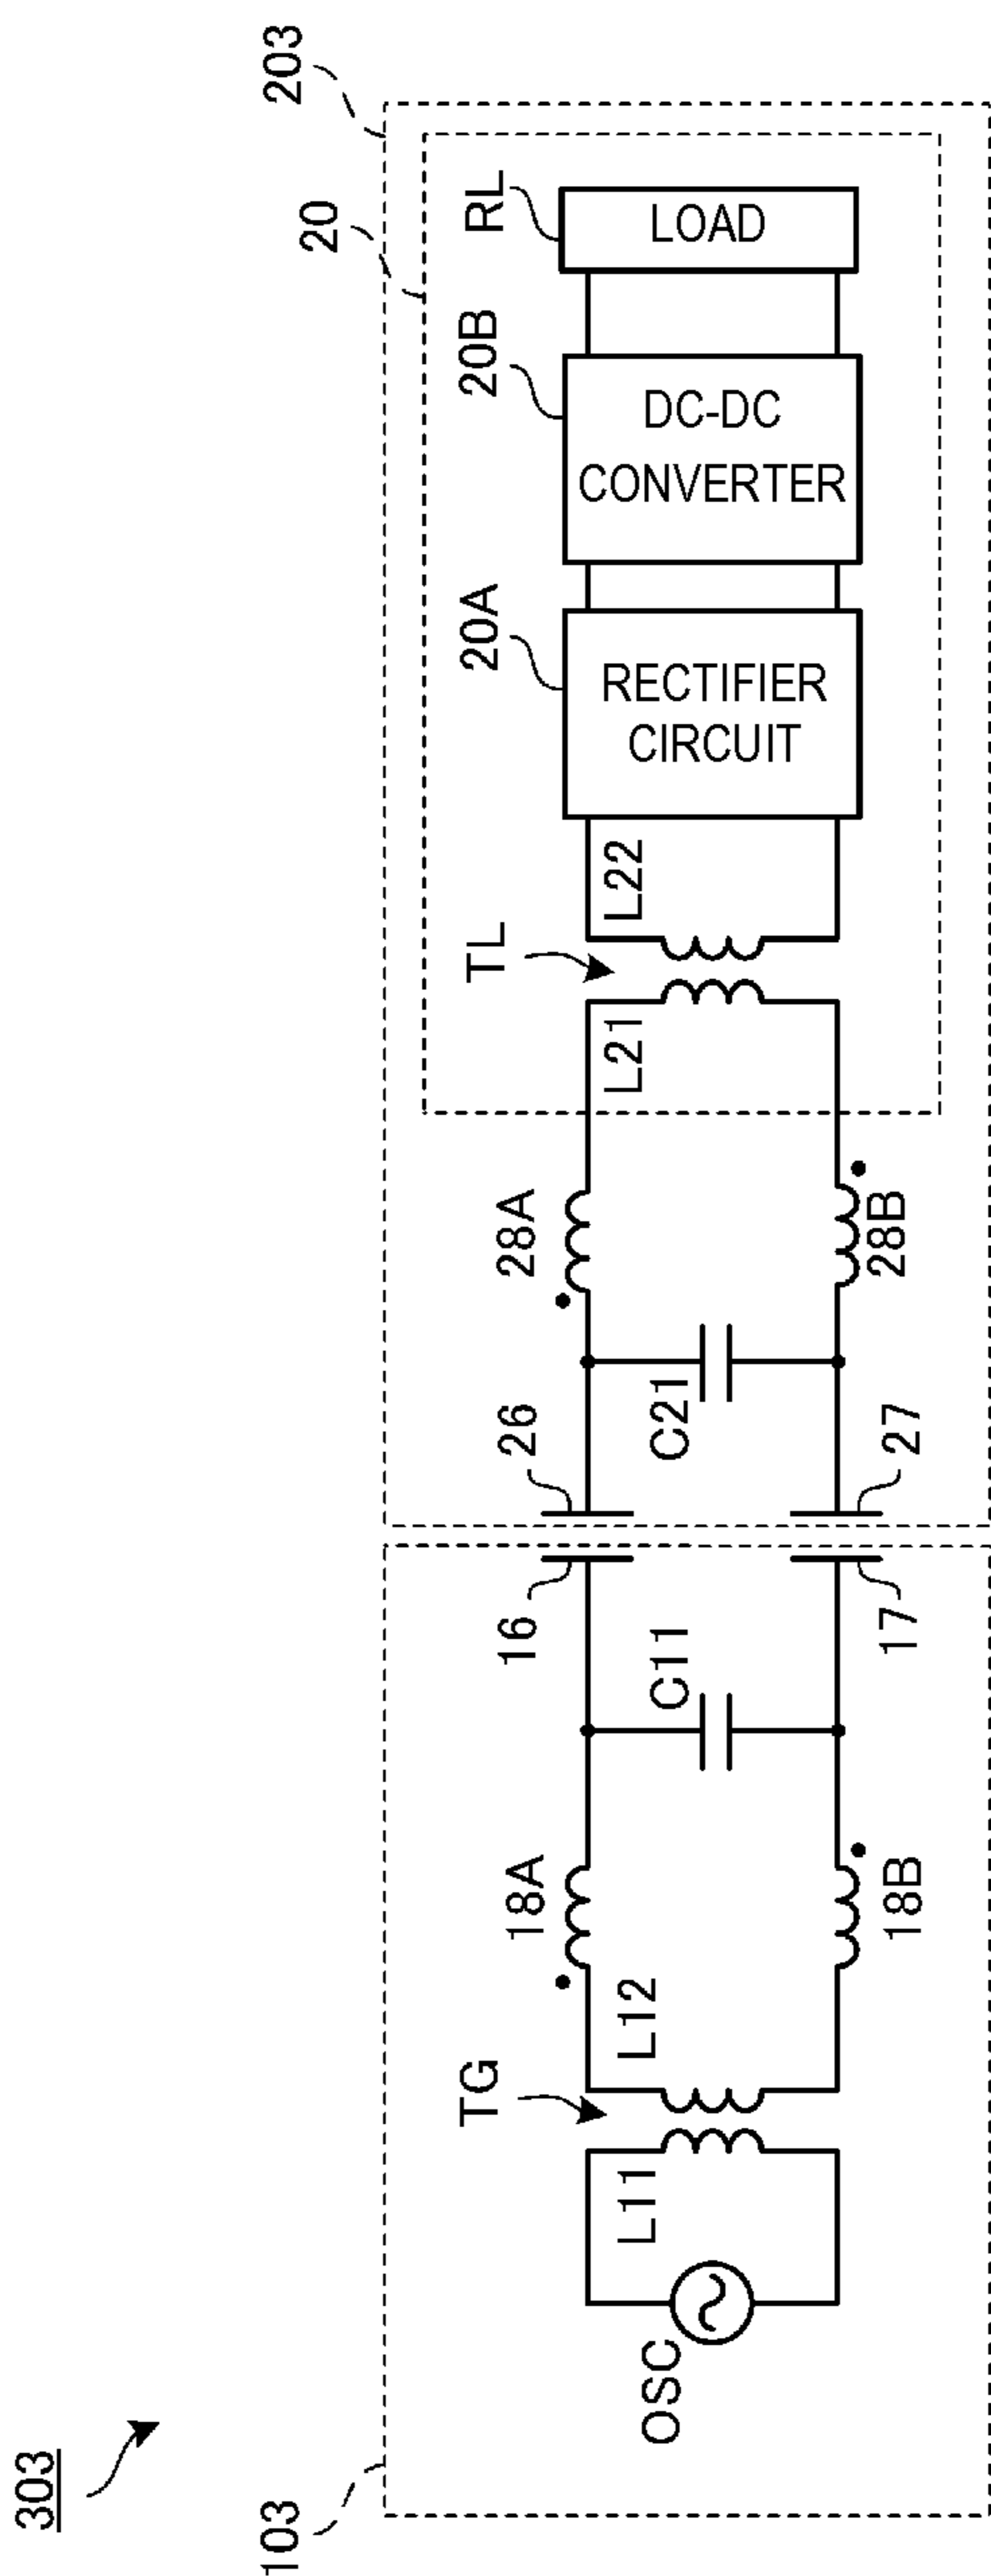 303
103
203
20
TG
18A
16
26
28A
TL
20A
20B
RL
OSC
L11
L12
C11
C21
L21
L22
RECTIFIER
CIRCUIT
DC-DC
CONVERTER
LOAD
18B
17
27
28B